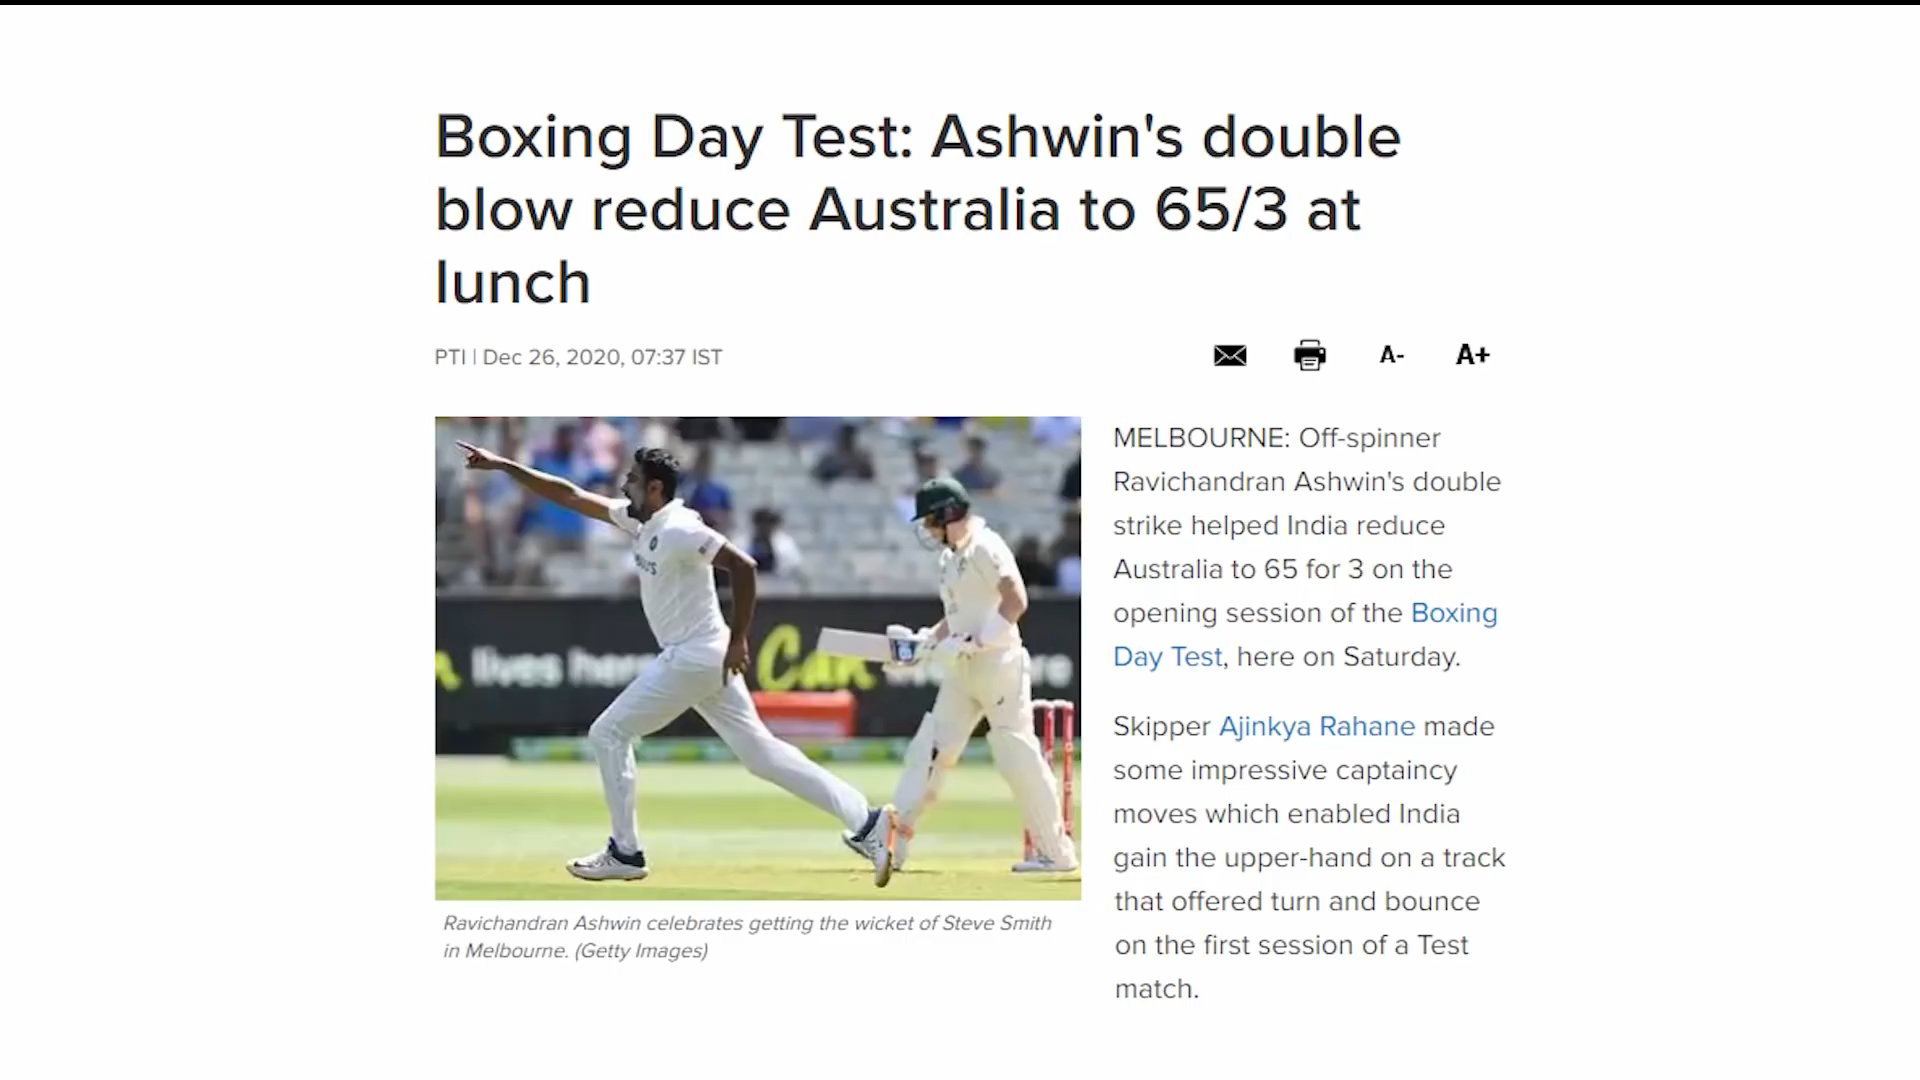 Boxing Day Test: Ashwin's double
blow reduce Australia to 65/3 at
lunch
PTI | Dec 26, 2020, 07:37 IST
A-
A+
lives here
Can
re
MELBOURNE: Off-spinner
Ravichandran Ashwin's double
strike helped India reduce
Australia to 65 for 3 on the
opening session of the Boxing
Day Test, here on Saturday.
Skipper Ajinkya Rahane made
some impressive captaincy
moves which enabled India
gain the upper-hand on a track
that offered turn and bounce
on the first session of a Test
match.
Ravichandran Ashwin celebrates getting the wicket of Steve Smith
in Melbourne. (Getty Images)